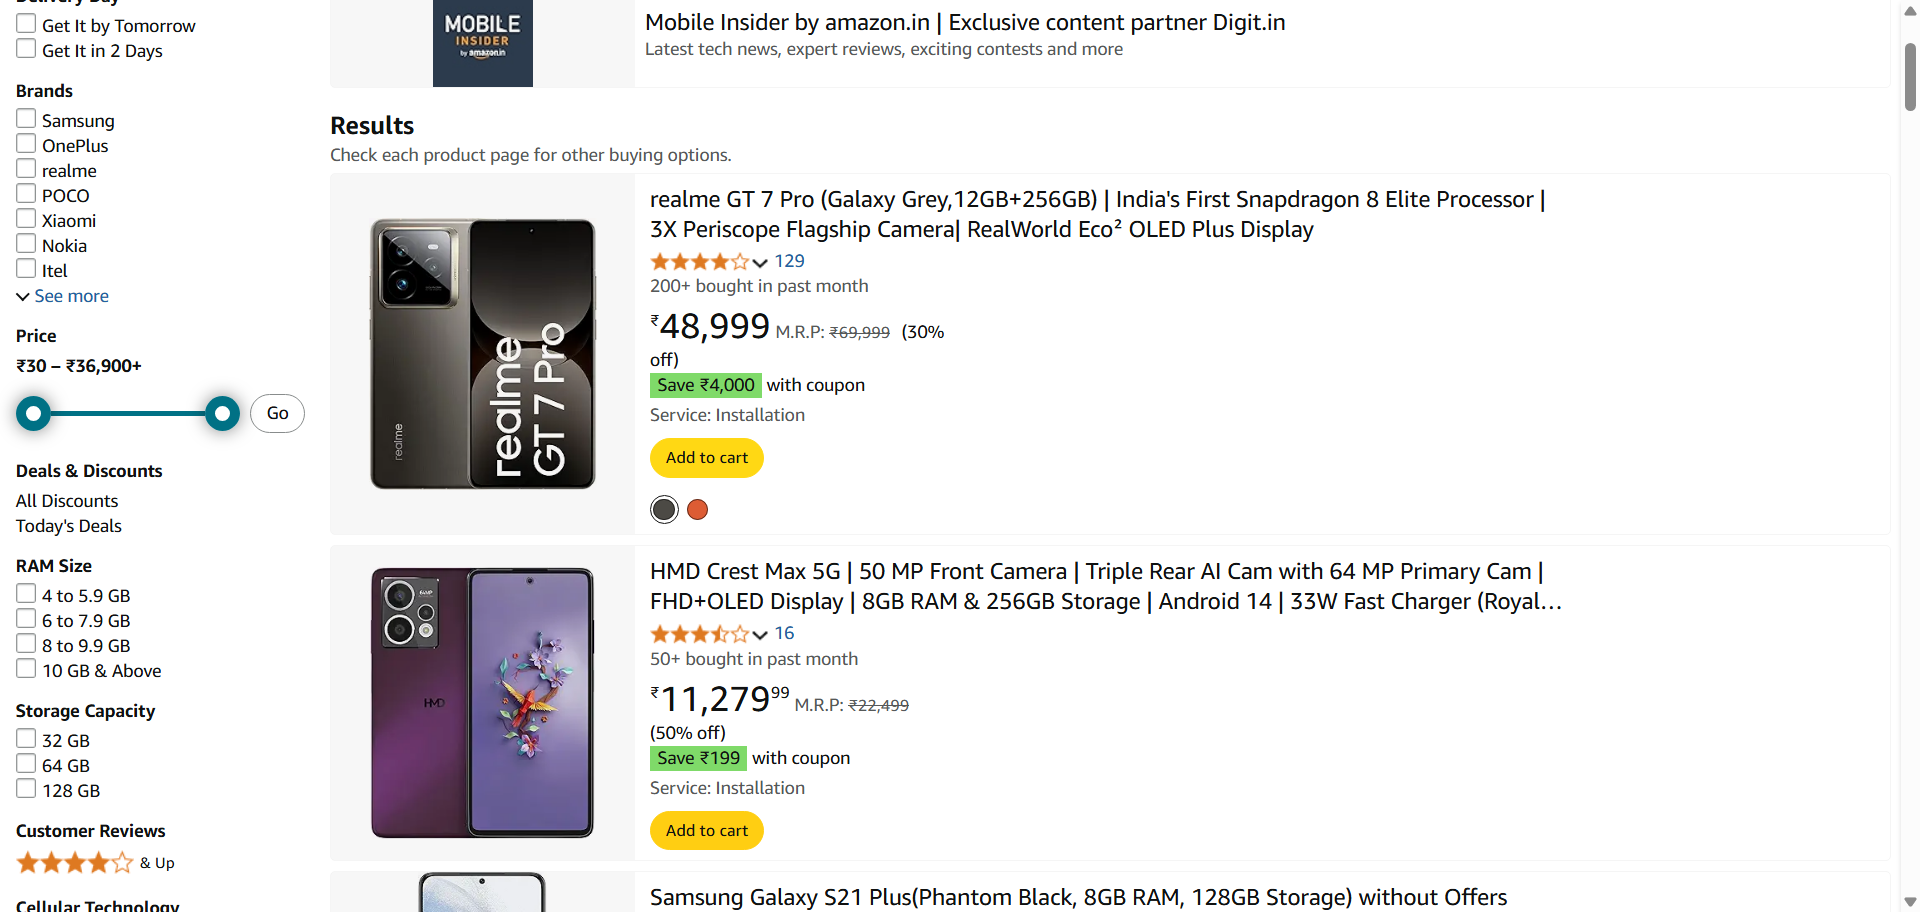 Delivery Day
Get It by Tomorrow
Get It in 2 Days
Brands
Samsung
OnePlus
realme
POCO
Xiaomi
Nokia
Itel
See more
Price
₹30 – ₹36,900+
Go
Deals & Discounts
All Discounts
Today's Deals
RAM Size
4 to 5.9 GB
6 to 7.9 GB
8 to 9.9 GB
10 GB & Above
Storage Capacity
32 GB
64 GB
128 GB
Customer Reviews
& Up
Cellular Technology
MOBILE
INSIDER
by amazon.in
Mobile Insider by amazon.in | Exclusive content partner Digit.in
Latest tech news, expert reviews, exciting contests and more
Results
Check each product page for other buying options.
realme
realme
GT 7 Pro
realme GT 7 Pro (Galaxy Grey,12GB+256GB) | India's First Snapdragon 8 Elite Processor |
3X Periscope Flagship Camera| RealWorld Eco² OLED Plus Display
129
200+ bought in past month
₹48,999 M.R.P: ₹69,999 (30%
off)
Save ₹4,000 with coupon
Service: Installation
Add to cart
64MP
HMD
HMD Crest Max 5G | 50 MP Front Camera | Triple Rear AI Cam with 64 MP Primary Cam |
FHD+OLED Display | 8GB RAM & 256GB Storage | Android 14 | 33W Fast Charger (Royal…
16
50+ bought in past month
₹11,279⁹⁹ M.R.P: ₹22,499
(50% off)
Save ₹199 with coupon
Service: Installation
Add to cart
Samsung Galaxy S21 Plus(Phantom Black, 8GB RAM, 128GB Storage) without Offers